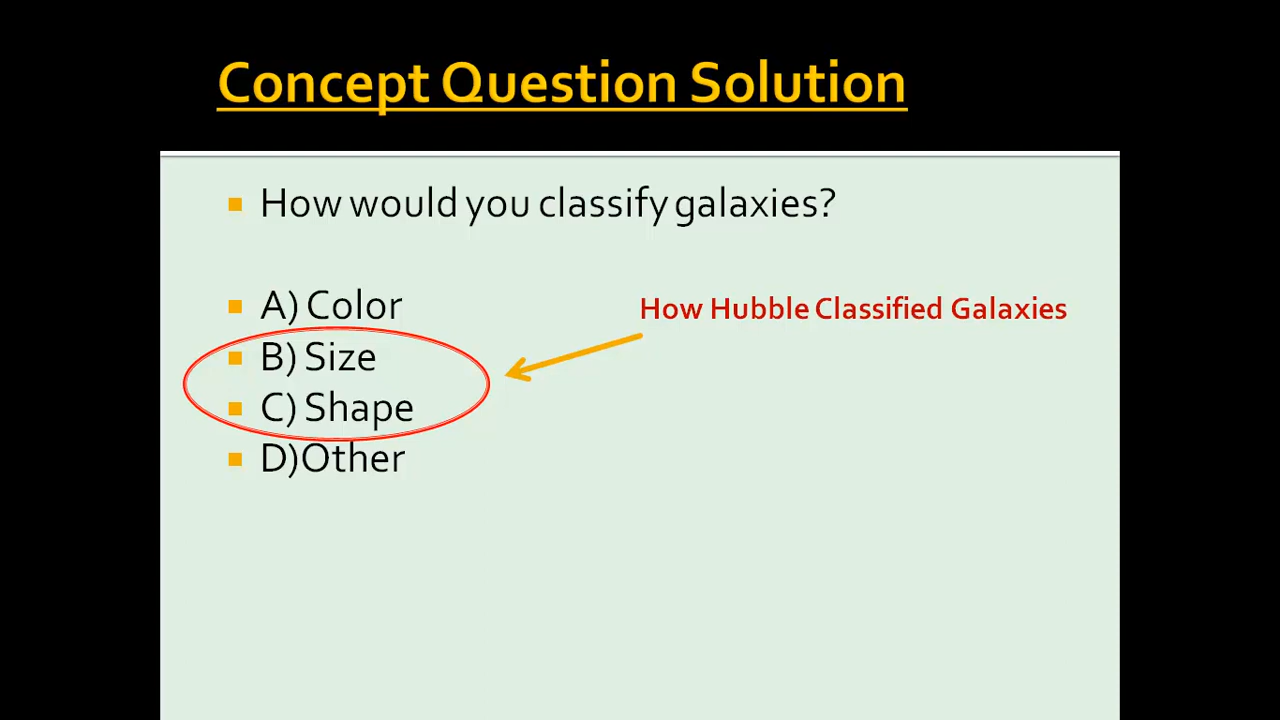 Concept Question Solution
How would you classify galaxies?
A) Color
How Hubble Classified Galaxies
B) Size
C) Shape
D)Other